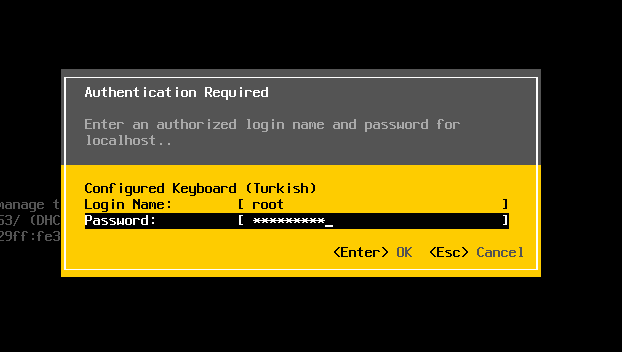 Authentication Required
Enter an authorized login name and password for
localhost..
Configured Keyboard (Turkish)
Login Name: [ root ]
Password: [ *********_ ]
<Enter> OK <Esc> Cancel
manage t
53/ (DHC
29ff:fe3